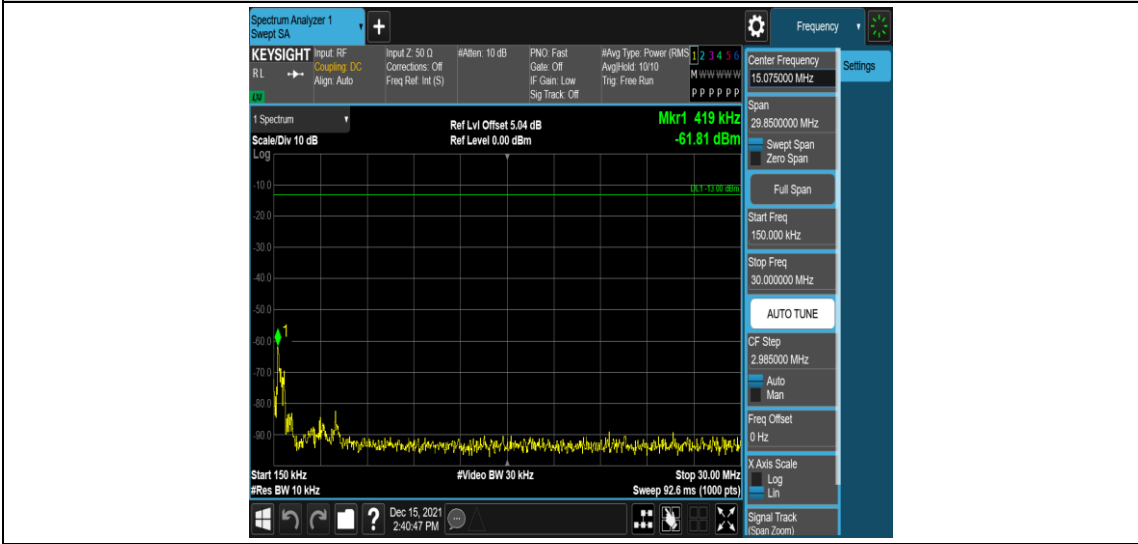 Spectrum Analyzer 1
Swept SA
+
Frequency
KEYSIGHT
RL
LW
Input: RF
Coupling: DC
Align: Auto
Input Z: 50 Ω
Corrections: Off
Freq Ref: Int (S)
#Atten: 10 dB
PNO: Fast
Gate: Off
IF Gain: Low
Sig Track: Off
#Avg Type: Power (RMS
Avg|Hold: 10/10
Trig: Free Run
1 2 3 4 5 6
M W W W W W
P P P P P P
1 Spectrum
Scale/Div 10 dB
Log
Ref Lvl Offset 5.04 dB
Ref Level 0.00 dBm
Mkr1 419 kHz
-61.81 dBm
DL1 -13.00 dBm
-10.0
-20.0
-30.0
-40.0
-50.0
-60.0
-70.0
-80.0
-90.0
1
Start 150 kHz
#Res BW 10 kHz
#Video BW 30 kHz
Stop 30.00 MHz
Sweep 92.6 ms (1000 pts)
?
Dec 15, 2021
2:40:47 PM
Center Frequency
15.075000 MHz
Settings
Span
29.8500000 MHz
Swept Span
Zero Span
Full Span
Start Freq
150.000 kHz
Stop Freq
30.000000 MHz
AUTO TUNE
CF Step
2.985000 MHz
Auto
Man
Freq Offset
0 Hz
X Axis Scale
Log
Lin
Signal Track
(Span Zoom)